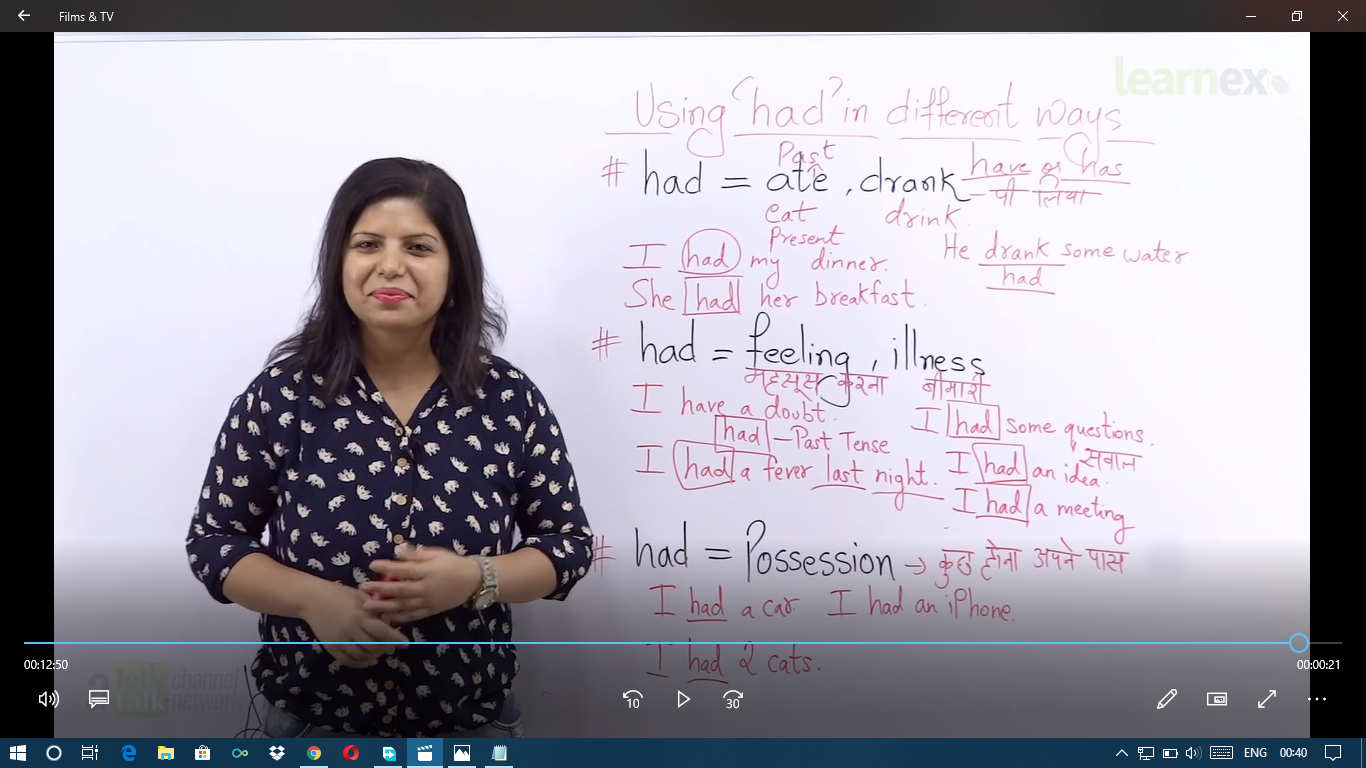 Films & TV
learnex
Using 'had' in different ways
Past
# had = ate, drank have or has
– पी लिया
eat drink.
Present
I had my dinner. He drank some water
had
She had her breakfast.
# had = feeling, illness
महसूस करना बीमारी
I have a doubt. I had some questions.
had – Past Tense सवाल
I had a fever last night. I had an idea.
I had a meeting
# had = Possession → कुछ होना अपने पास
I had a car. I had an iPhone.
I had 2 cats.
00:12:50 00:00:21
let's talk channel network
10 30
ENG 00:40